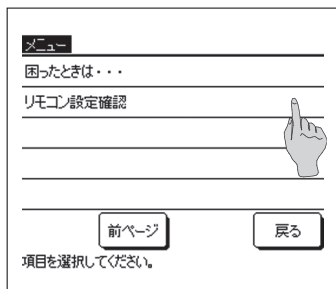 メニュー
困ったときは・・・
リモコン設定確認
前ページ 戻る
項目を選択してください。